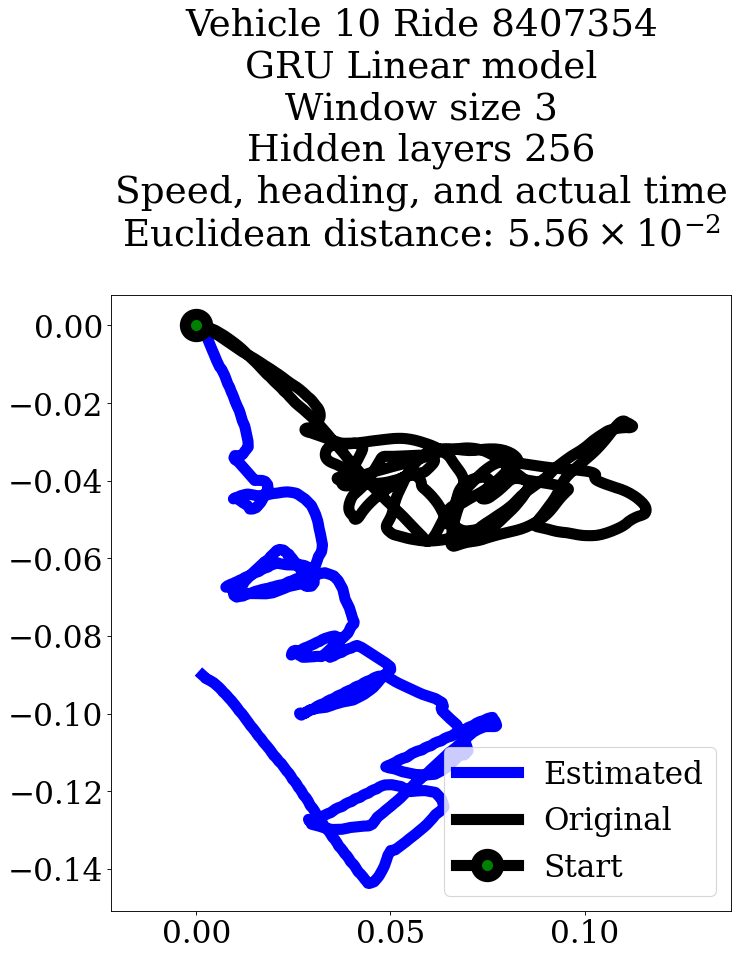 Vehicle 10 Ride 8407354
GRU Linear model
Window size 3
Hidden layers 256
Speed, heading, and actual time
Euclidean distance: 5.56 × 10⁻²
0.00
−0.02
−0.04
−0.06
−0.08
−0.10
−0.12
−0.14
Estimated
Original
Start
0.00 0.05 0.10